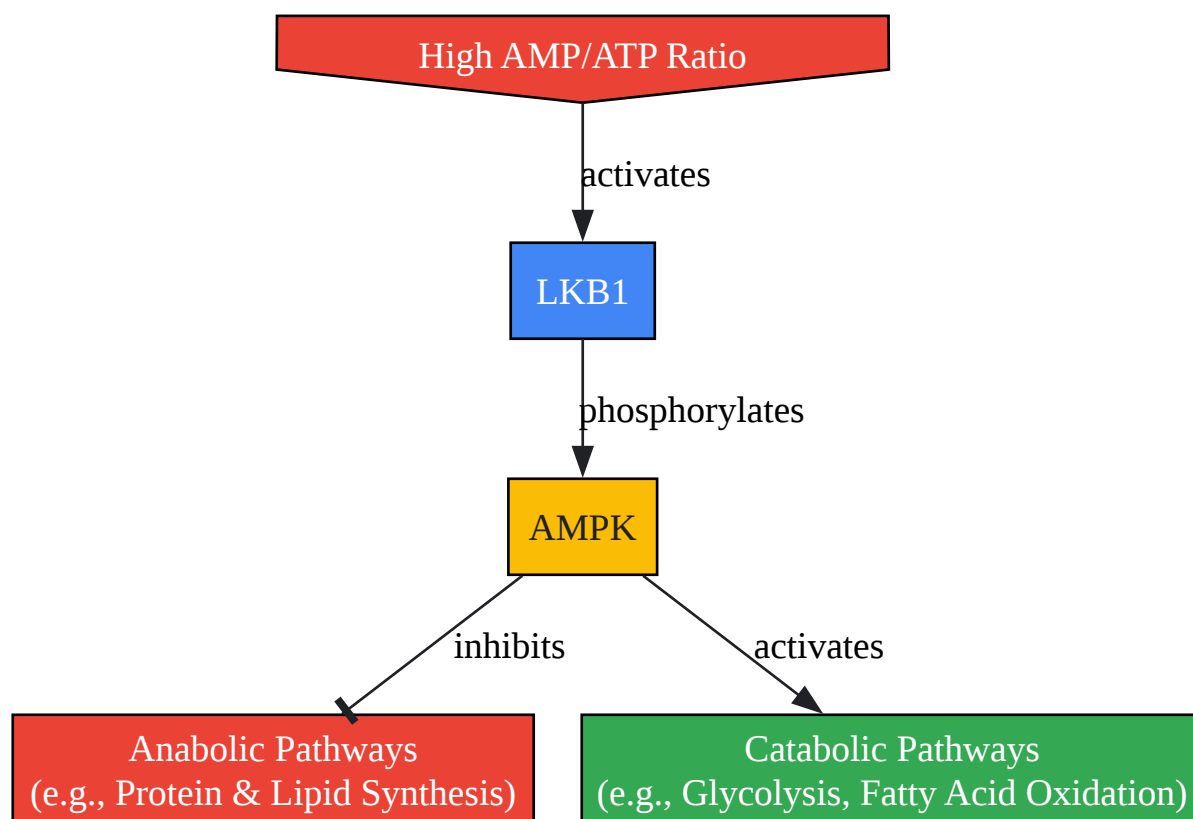 High AMP/ATP Ratio
activates
LKB1
phosphorylates
AMPK
inhibits
activates
Anabolic Pathways
(e.g., Protein & Lipid Synthesis)
Catabolic Pathways
(e.g., Glycolysis, Fatty Acid Oxidation)